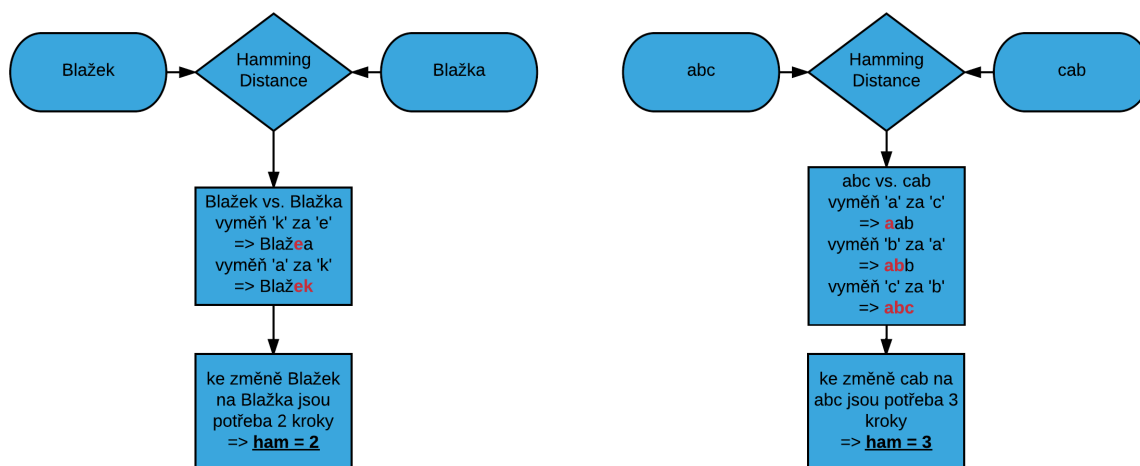 Blažek
Hamming
Distance
Blažka
Blažek vs. Blažka
vyměň 'k' za 'e'
=> Blažea
vyměň 'a' za 'k'
=> Blažek
ke změně Blažek
na Blažka jsou
potřeba 2 kroky
=> ham = 2
abc
Hamming
Distance
cab
abc vs. cab
vyměň 'a' za 'c'
=> aab
vyměň 'b' za 'a'
=> abb
vyměň 'c' za 'b'
=> abc
ke změně cab na
abc jsou potřeba 3
kroky
=> ham = 3